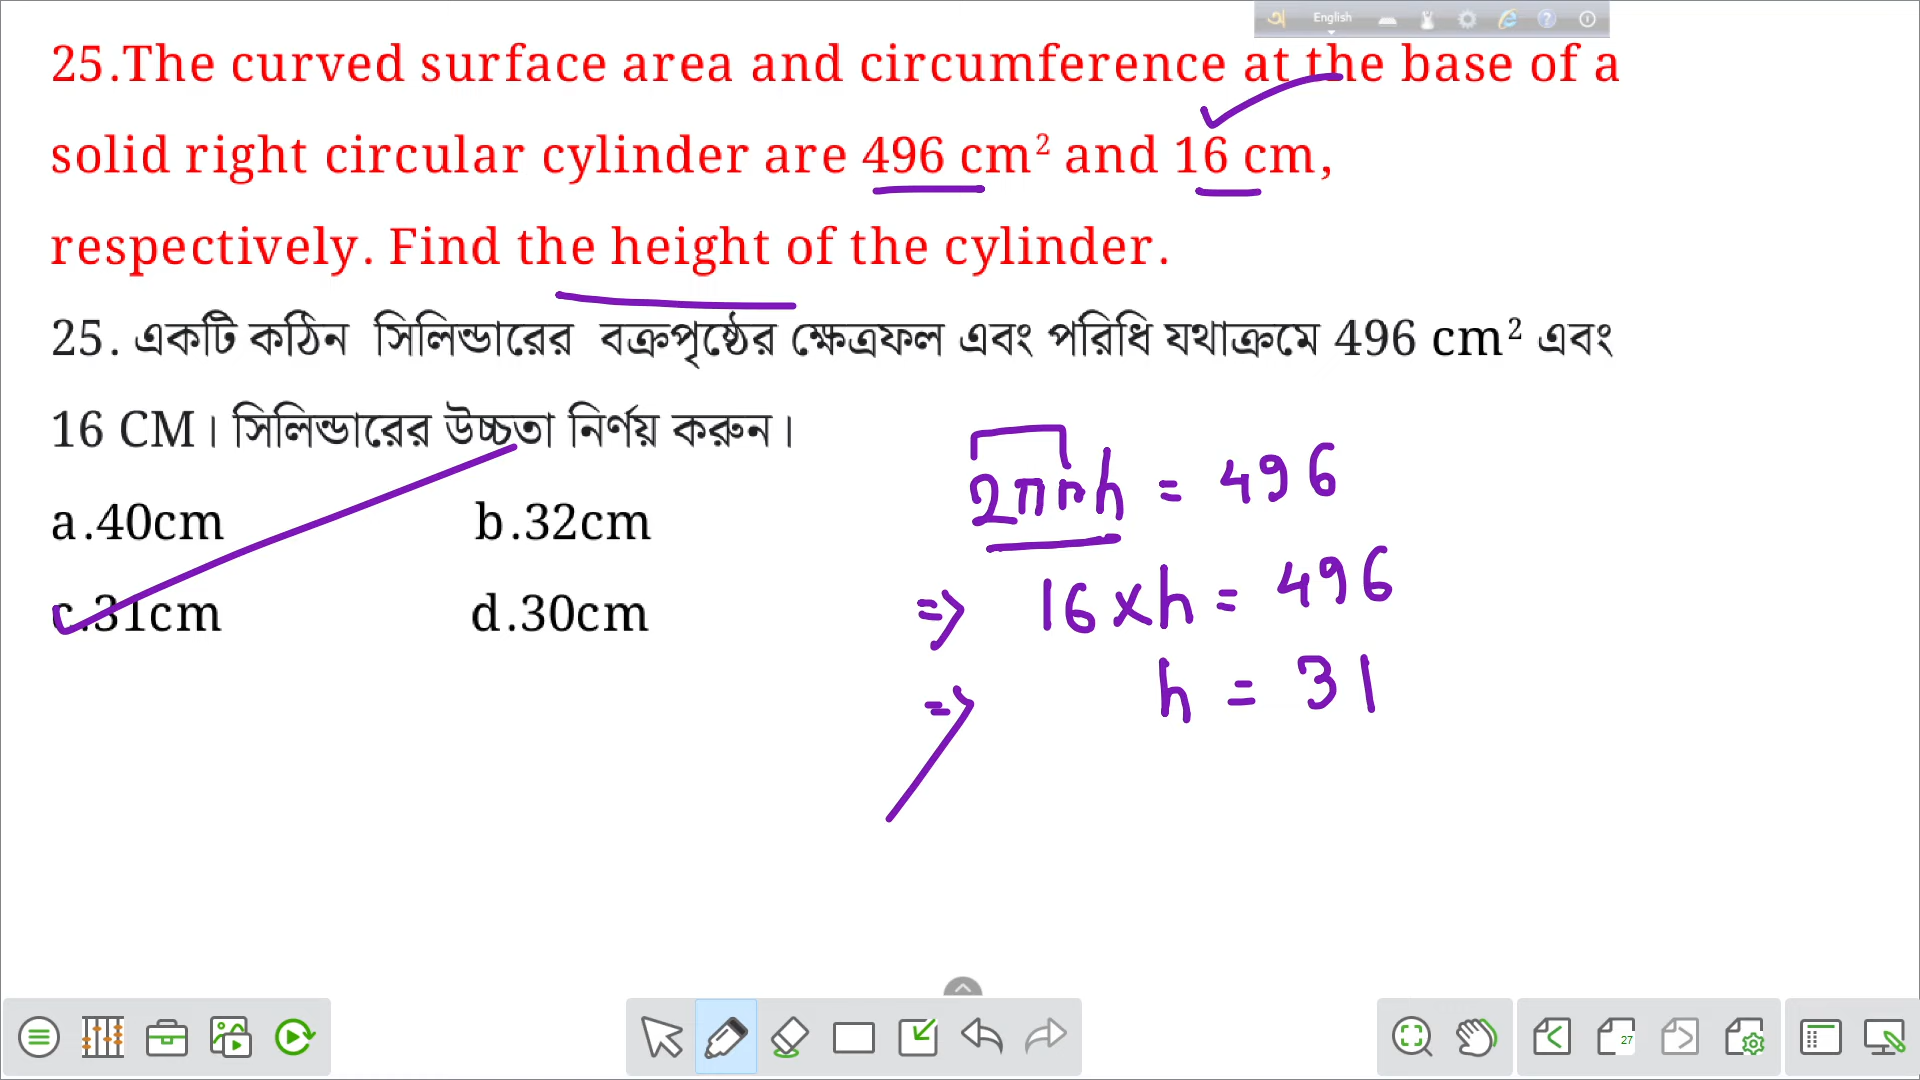 অ English
25.The curved surface area and circumference at the base of a
solid right circular cylinder are 496 cm² and 16 cm,
respectively. Find the height of the cylinder.
25. একটি কঠিন সিলিন্ডারের বক্রপৃষ্ঠের ক্ষেত্রফল এবং পরিধি যথাক্রমে 496 cm² এবং
16 CM। সিলিন্ডারের উচ্চতা নির্ণয় করুন।
a.40cm b.32cm
c.31cm d.30cm
2πrh = 496
=> 16 × h = 496
=> h = 31
27